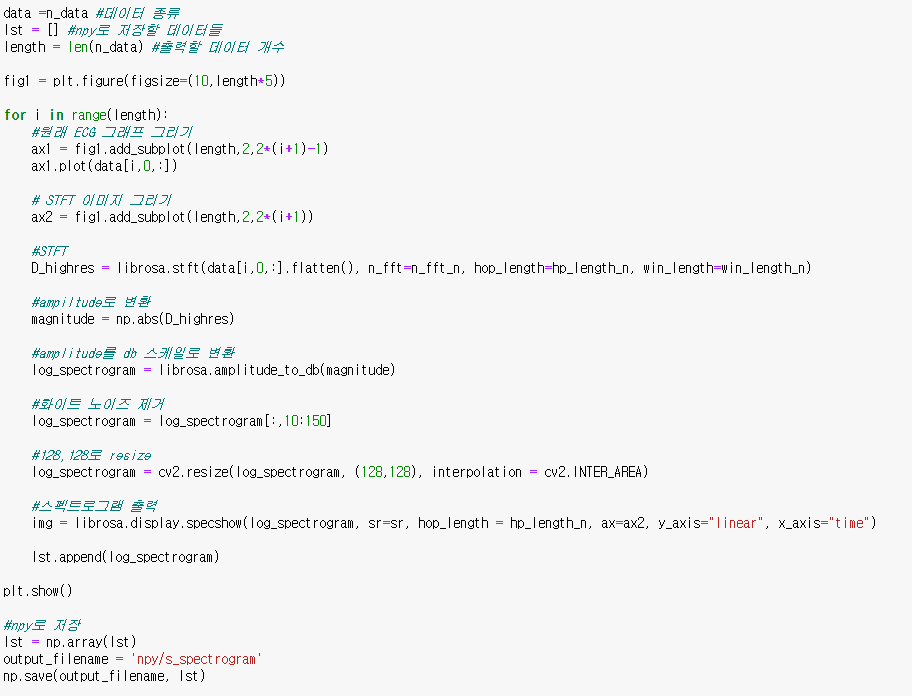 data =n_data #데이터 종류
lst = [] #npy로 저장할 데이터들
length = len(n_data) #출력할 데이터 개수
fig1 = plt.figure(figsize=(10,length*5))
for i in range(length):
    #원래 ECG 그래프 그리기
    ax1 = fig1.add_subplot(length,2,2*(i+1)-1)
    ax1.plot(data[i,0,:])
    # STFT 이미지 그리기
    ax2 = fig1.add_subplot(length,2,2*(i+1))
    #STFT
    D_highres = librosa.stft(data[i,0,:].flatten(), n_fft=n_fft_n, hop_length=hp_length_n, win_length=win_length_n)
    #ampiltude로 변환
    magnitude = np.abs(D_highres)
    #amplitude를 db 스케일로 변환
    log_spectrogram = librosa.amplitude_to_db(magnitude)
    #화이트 노이즈 제거
    log_spectrogram = log_spectrogram[:,10:150]
    #128,128로 resize
    log_spectrogram = cv2.resize(log_spectrogram, (128,128), interpolation = cv2.INTER_AREA)
    #스펙트로그램 출력
    img = librosa.display.specshow(log_spectrogram, sr=sr, hop_length = hp_length_n, ax=ax2, y_axis="linear", x_axis="time")
    lst.append(log_spectrogram)
plt.show()
#npy로 저장
lst = np.array(lst)
output_filename = 'npy/s_spectrogram'
np.save(output_filename, lst)